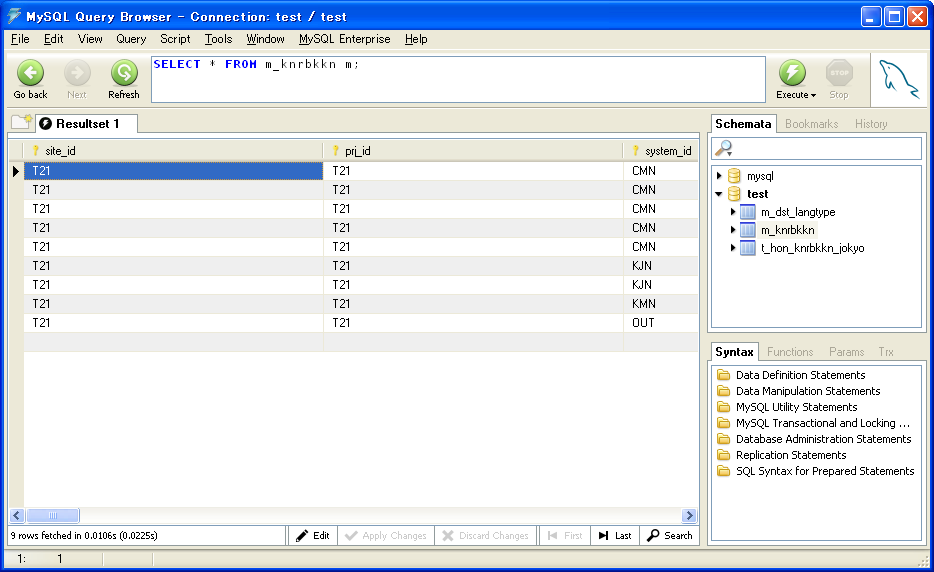 MySQL Query Browser - Connection: test / test
File Edit View Query Script Tools Window MySQL Enterprise Help
SELECT * FROM m_knrbkkn m;
Go back Next Refresh Execute STOP Stop
Resultset 1
site_id prj_id system_id
T21 T21 CMN
T21 T21 CMN
T21 T21 CMN
T21 T21 CMN
T21 T21 CMN
T21 T21 KJN
T21 T21 KJN
T21 T21 KMN
T21 T21 OUT
9 rows fetched in 0.0106s (0.0225s) Edit Apply Changes Discard Changes First Last Search
Schemata Bookmarks History
mysql
test
m_dst_langtype
m_knrbkkn
t_hon_knrbkkn_jokyo
Syntax Functions Params Trx
Data Definition Statements
Data Manipulation Statements
MySQL Utility Statements
MySQL Transactional and Locking ...
Database Administration Statements
Replication Statements
SQL Syntax for Prepared Statements
1: 1